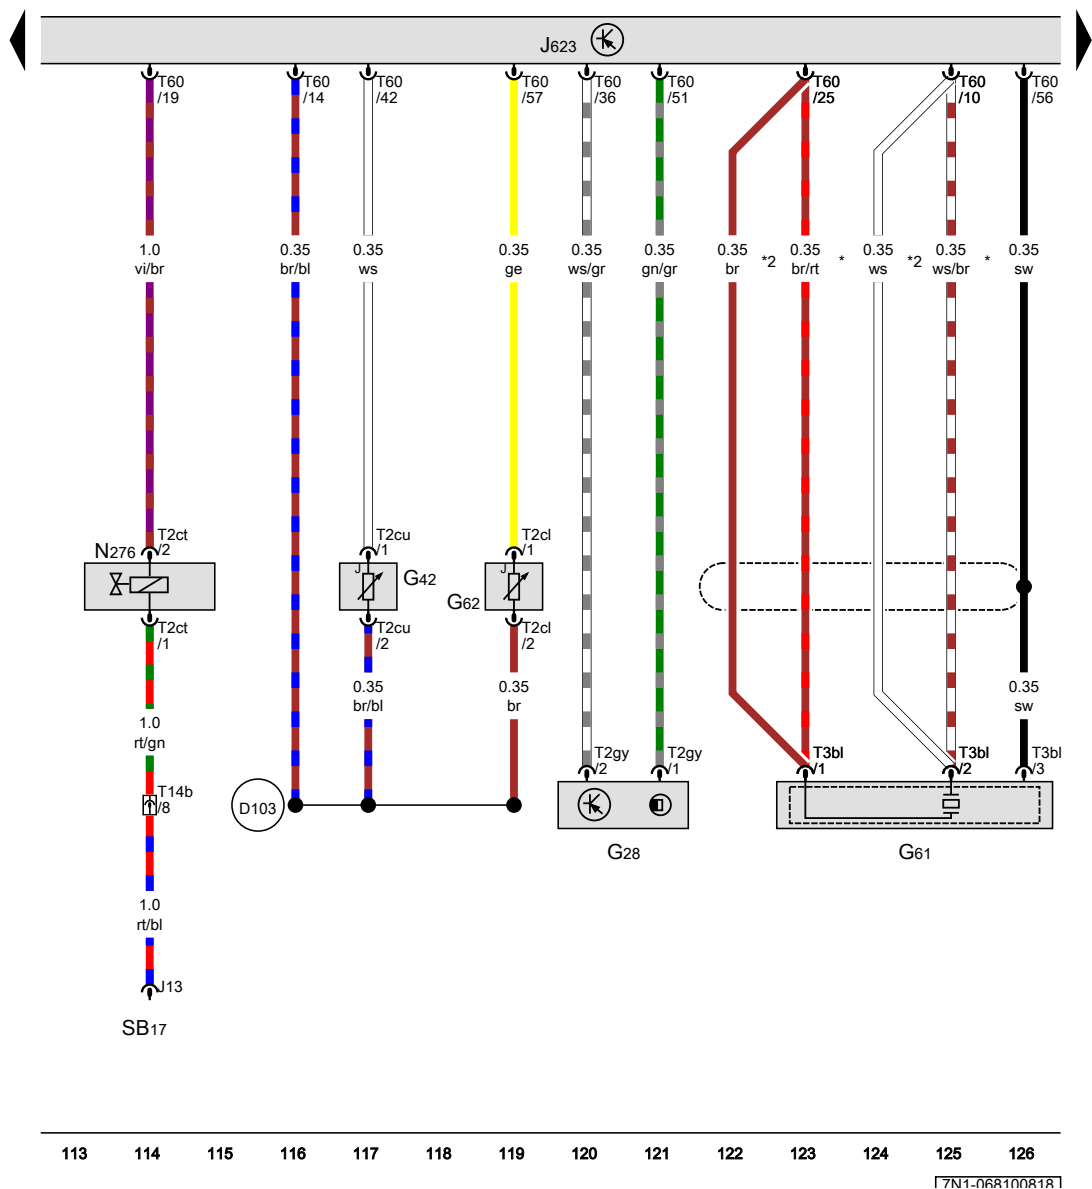 J623
T60 T60 T60 T60 T60 T60 T60 T60 T60
/19 /14 /42 /57 /36 /51 /25 /10 /56
1.0 0.35 0.35 0.35 0.35 0.35 0.35 0.35 0.35 0.35 0.35
vi/br br/bl ws ge ws/gr gn/gr br *2 br/rt * ws *2 ws/br * sw
T2ct T2cu T2cl
N276 /2 /1 /1
J J
G42
G62
T2ct T2cu T2cl
/1 /2 /2
0.35 0.35 0.35
br/bl br sw
1.0
rt/gn
T2gy T2gy T3bl T3bl T3bl
/2 /1 /1 /2 /3
T14b
/8
D103
G28 G61
1.0
rt/bl
J13
SB17
113 114 115 116 117 118 119 120 121 122 123 124 125 126
7N1-068100818